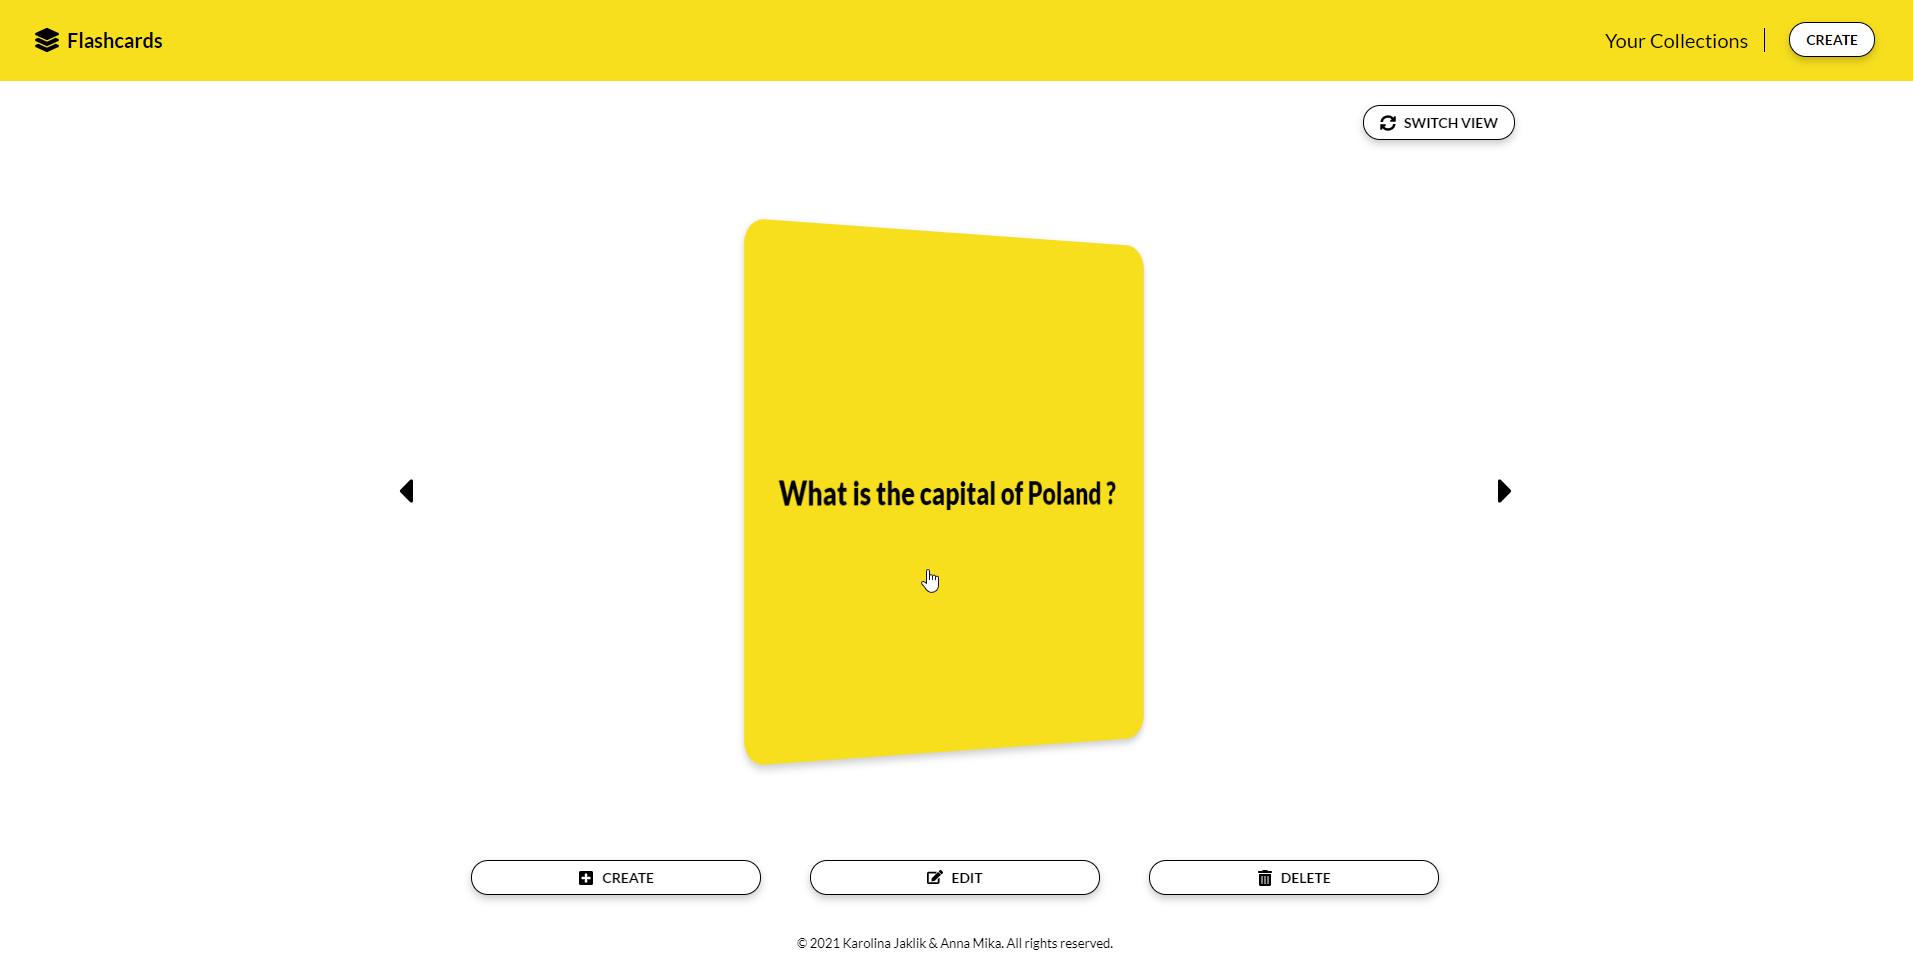 Flashcards
Your Collections
CREATE
SWITCH VIEW
What is the capital of Poland ?
CREATE
EDIT
DELETE
© 2021 Karolina Jaklik & Anna Mika. All rights reserved.